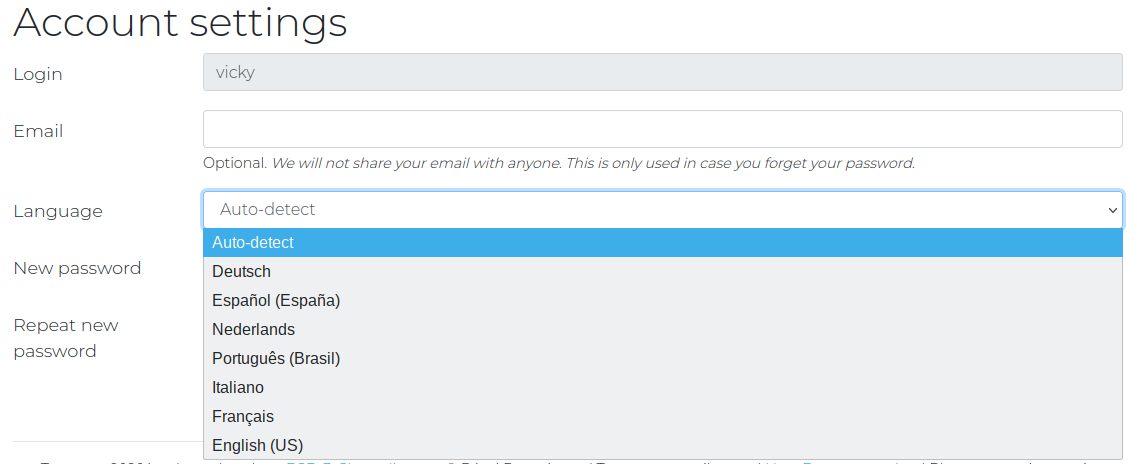 Account settings
Login
vicky
Email
Optional. We will not share your email with anyone. This is only used in case you forget your password.
Language
Auto-detect
Auto-detect
Deutsch
Español (España)
New password
Nederlands
Português (Brasil)
Repeat new
password
Italiano
Français
English (US)